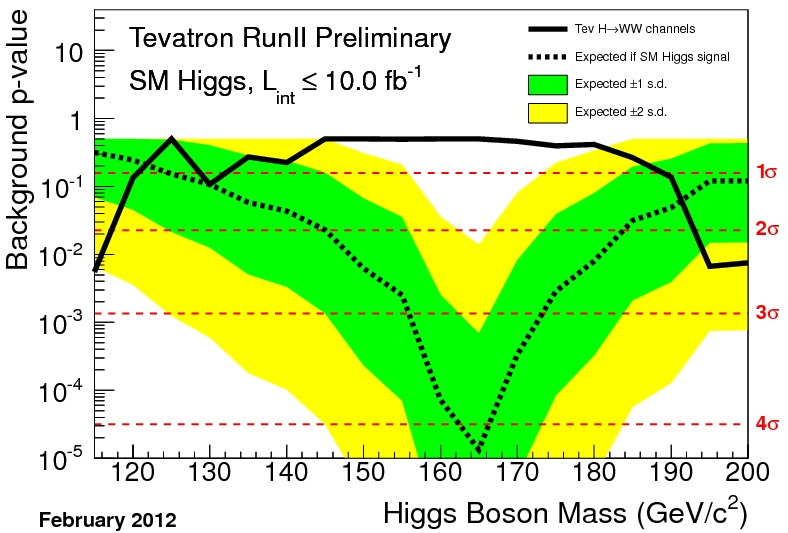 Tevatron RunII Preliminary
SM Higgs, L_int ≤ 10.0 fb⁻¹
Tev H→WW channels
Expected if SM Higgs signal
Expected ±1 s.d.
Expected ±2 s.d.
Background p-value
10
1
10⁻¹
10⁻²
10⁻³
10⁻⁴
10⁻⁵
1σ
2σ
3σ
4σ
120 130 140 150 160 170 180 190 200
Higgs Boson Mass (GeV/c²)
February 2012